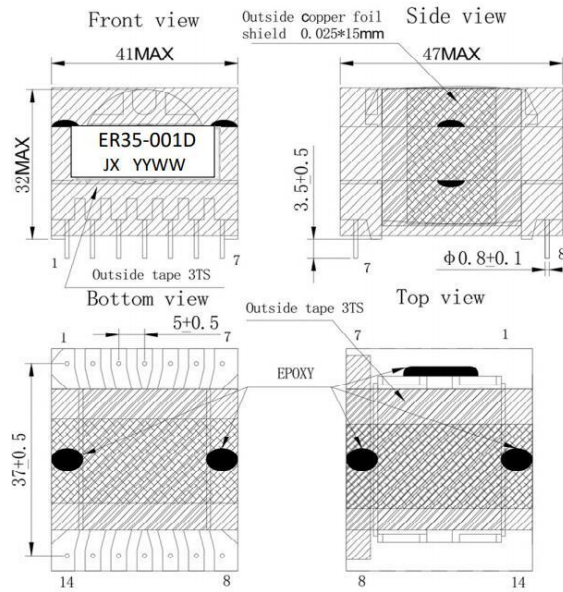 Front view
41MAX
32MAX
ER35-001D
JX YYWW
1
7
Outside tape 3TS
Outside copper foil
shield 0.025*15mm
Side view
47MAX
3.5±0.5
7
Φ0.8±0.1
8
Bottom view
1
5±0.5
7
37±0.5
14
8
EPOXY
Outside tape 3TS
Top view
7
1
8
14